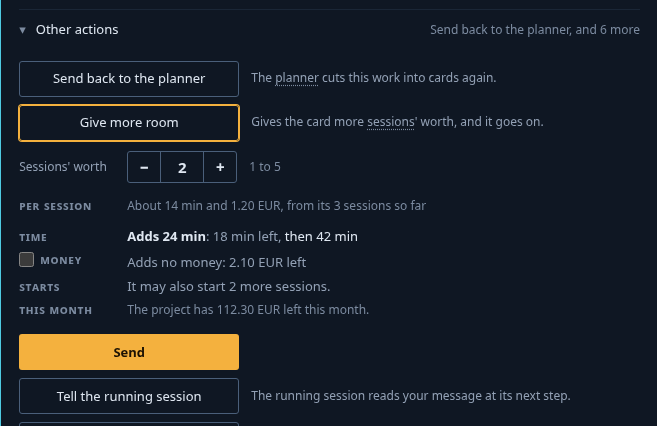 ▾ Other actions Send back to the planner, and 6 more
Send back to the planner The planner cuts this work into cards again.
Give more room Gives the card more sessions' worth, and it goes on.
Sessions' worth − 2 + 1 to 5
PER SESSION About 14 min and 1.20 EUR, from its 3 sessions so far
TIME Adds 24 min: 18 min left, then 42 min
MONEY Adds no money: 2.10 EUR left
STARTS It may also start 2 more sessions.
THIS MONTH The project has 112.30 EUR left this month.
Send
Tell the running session The running session reads your message at its next step.